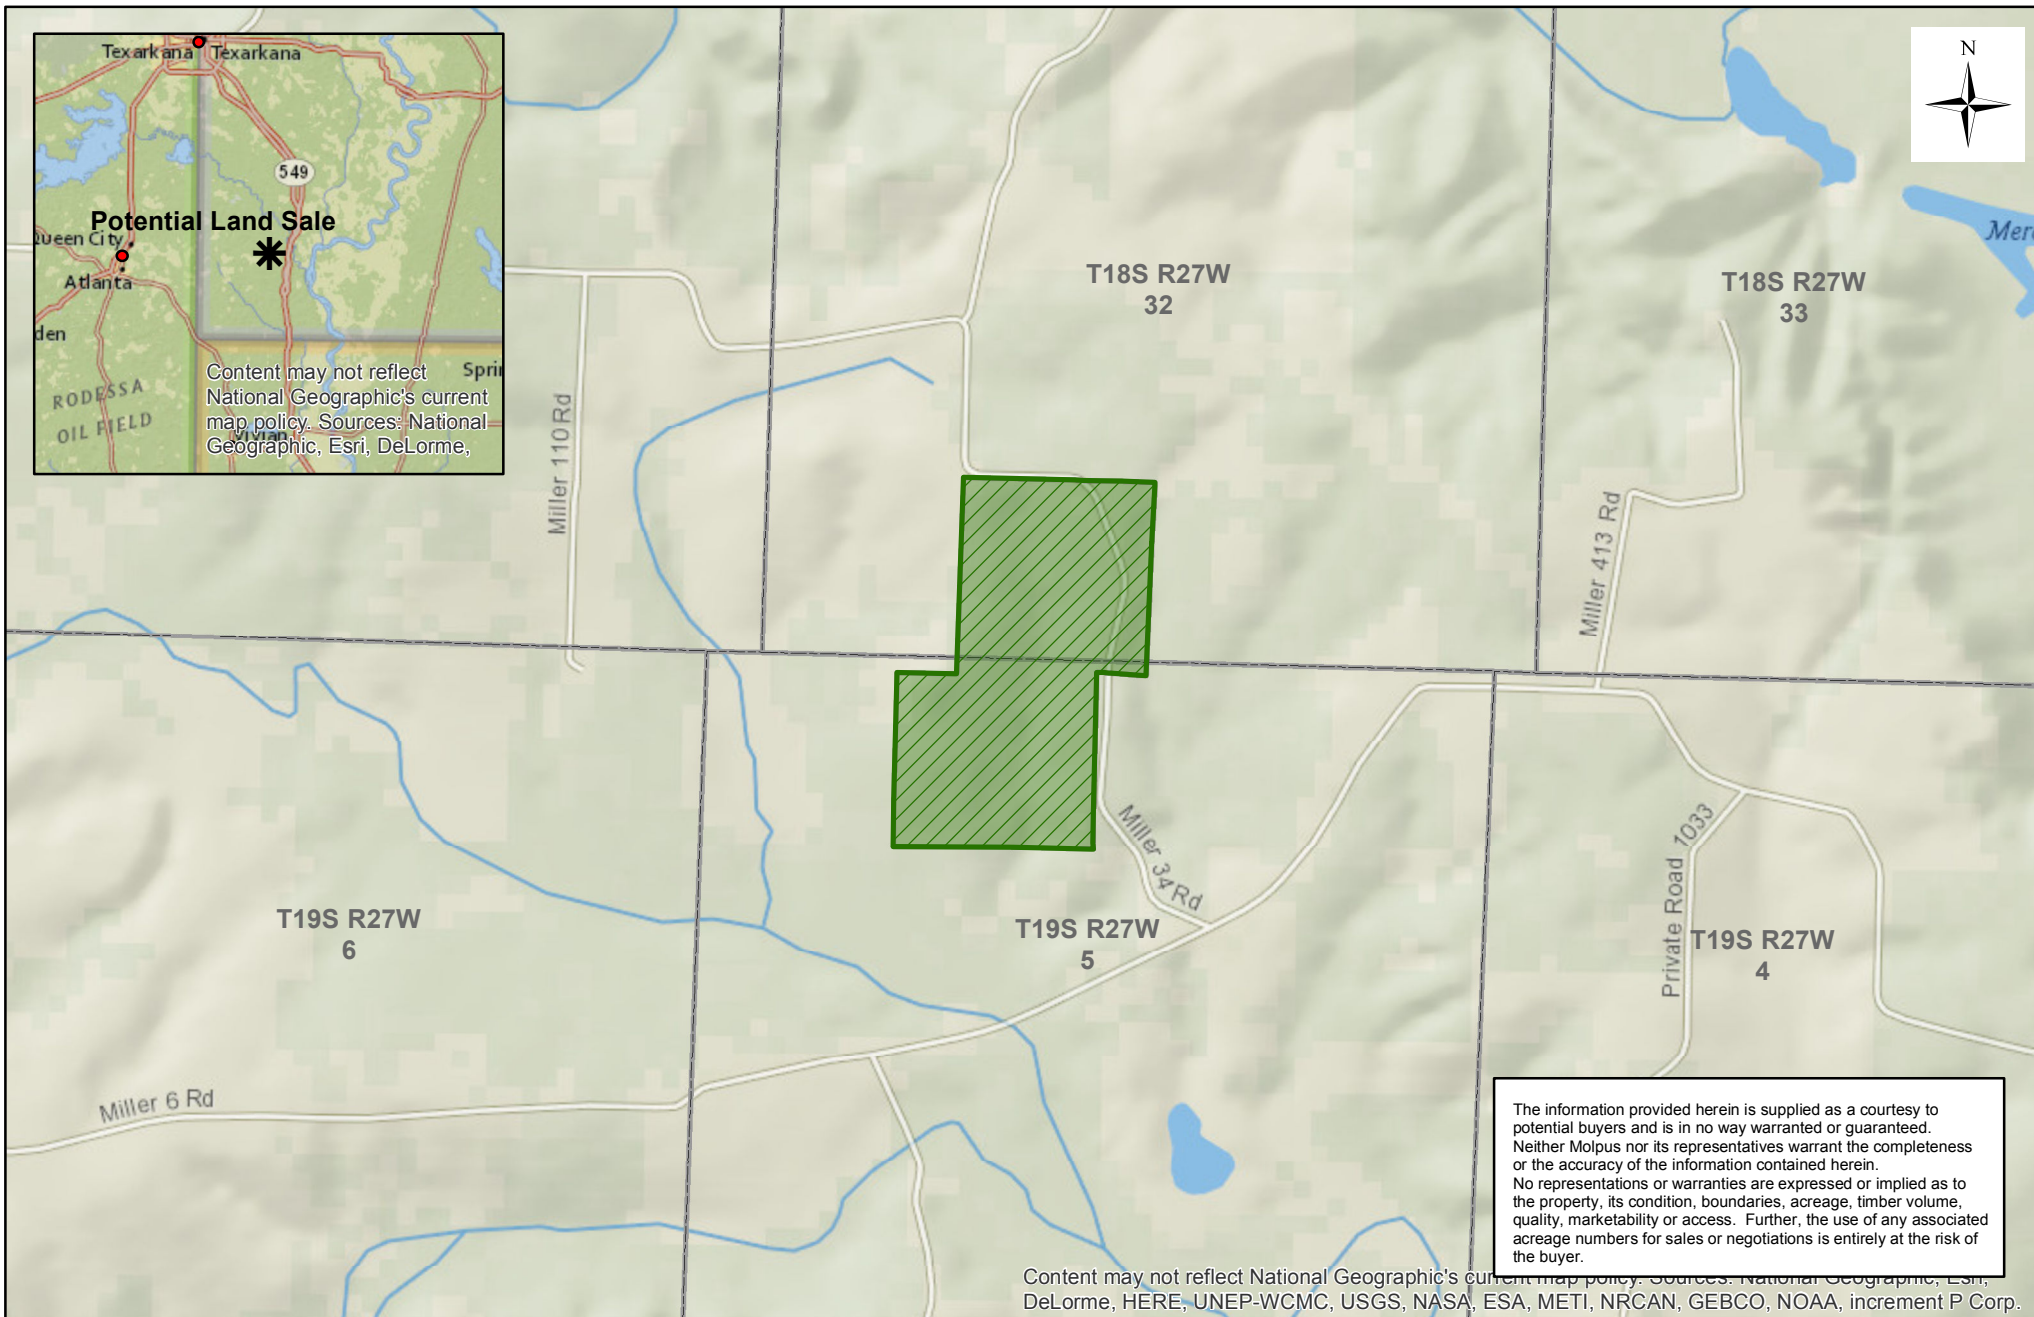 Texarkana Texarkana
549
Potential Land Sale
Queen City
Atlanta
den
RODESSA
OIL FIELD
Vivian
Sprin
Content may not reflect
National Geographic's current
map policy. Sources: National
Geographic, Esri, DeLorme,
N
Mer
T18S R27W
32
T18S R27W
33
Miller 110 Rd
Miller 413 Rd
Miller 34 Rd
Private Road 1033
T19S R27W
6
T19S R27W
5
T19S R27W
4
Miller 6 Rd
The information provided herein is supplied as a courtesy to
potential buyers and is in no way warranted or guaranteed.
Neither Molpus nor its representatives warrant the completeness
or the accuracy of the information contained herein.
No representations or warranties are expressed or implied as to
the property, its condition, boundaries, acreage, timber volume,
quality, marketability or access. Further, the use of any associated
acreage numbers for sales or negotiations is entirely at the risk of
the buyer.
Content may not reflect National Geographic's current map policy. Sources: National Geographic, Esri,
DeLorme, HERE, UNEP-WCMC, USGS, NASA, ESA, METI, NRCAN, GEBCO, NOAA, increment P Corp.